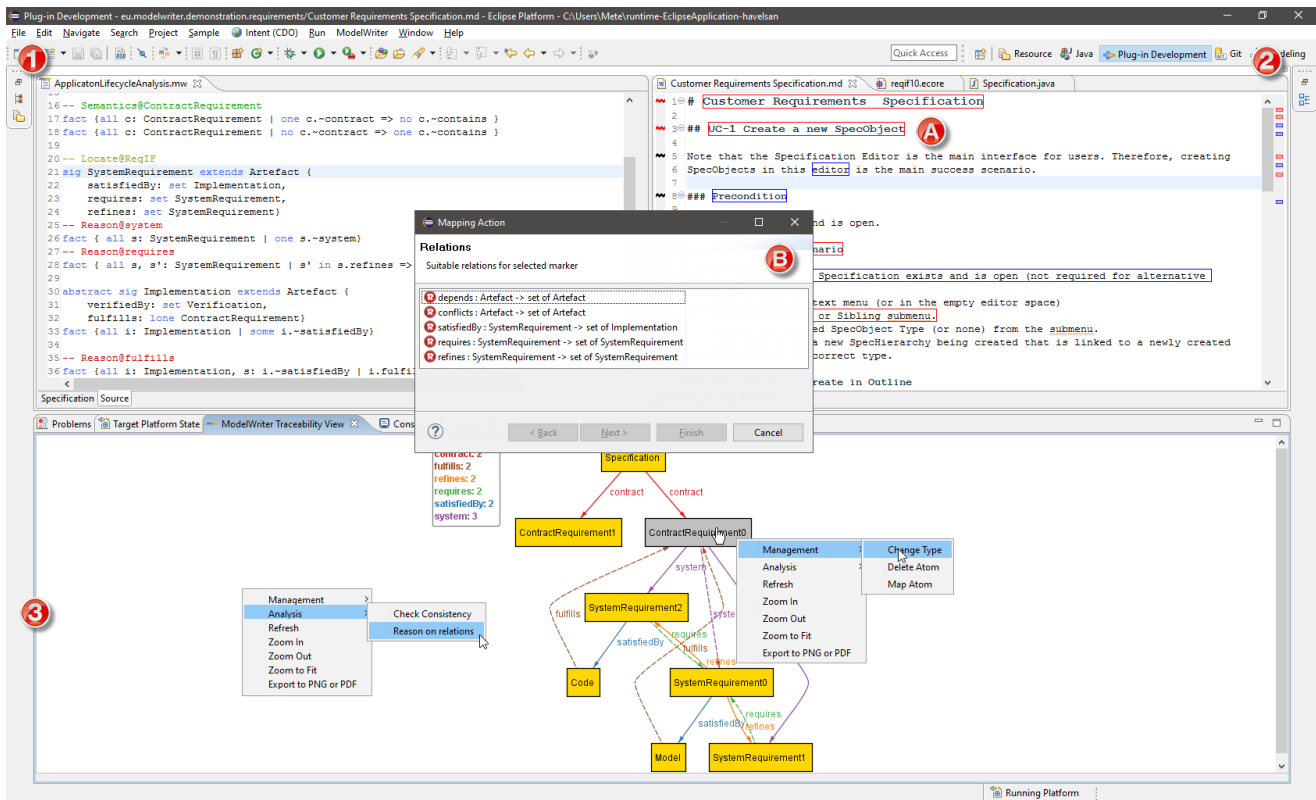 Plug-in Development - eu.modelwriter.demonstration.requirements/Customer Requirements Specification.md - Eclipse Platform - C:\Users\Mete\runtime-EclipseApplication-havelsan
File Edit Navigate Search Project Sample Intent (CDO) Run ModelWriter Window Help
Quick Access Resource Java Plug-in Development Git deling
1
2
ApplicatonLifecycleAnalysis.mw
16 -- Semantics@ContractRequirement
17 fact {all c: ContractRequirement | one c.~contract => no c.~contains }
18 fact {all c: ContractRequirement | no c.~contract => one c.~contains }
19
20 -- Locate@ReqIF
21 sig SystemRequirement extends Artefact {
22 satisfiedBy: set Implementation,
23 requires: set SystemRequirement,
24 refines: set SystemRequirement}
25 -- Reason@system
26 fact { all s: SystemRequirement | one s.~system}
27 -- Reason@requires
28 fact { all s, s': SystemRequirement | s' in s.refines =>
29
30 abstract sig Implementation extends Artefact {
31 verifiedBy: set Verification,
32 fulfills: lone ContractRequirement}
33 fact {all i: Implementation | some i.~satisfiedBy}
34
35 -- Reason@fulfills
36 fact {all i: Implementation, s: i.~satisfiedBy | i.fulfi
Specification Source
Customer Requirements Specification.md reqif10.ecore Specification.java
1 # Customer Requirements Specification
2
3 ## UC-1 Create a new SpecObject
A
4
5 Note that the Specification Editor is the main interface for users. Therefore, creating
6 SpecObjects in this editor is the main success scenario.
7
8 ### Precondition
9
nd is open.
nario
Specification exists and is open (not required for alternative
text menu (or in the empty editor space)
or Sibling submenu.
ed SpecObject Type (or none) from the submenu.
a new SpecHierarchy being created that is linked to a newly created
correct type.
reate in Outline
Mapping Action
Relations
Suitable relations for selected marker
B
depends : Artefact -> set of Artefact
conflicts : Artefact -> set of Artefact
satisfiedBy : SystemRequirement -> set of Implementation
requires : SystemRequirement -> set of SystemRequirement
refines : SystemRequirement -> set of SystemRequirement
< Back Next > Finish Cancel
Problems Target Platform State ModelWriter Traceability View Cons
3
contract: 2
fulfills: 2
refines: 2
requires: 2
satisfiedBy: 2
system: 3
Specification
contract contract
ContractRequirement1 ContractRequirement0
system
system
SystemRequirement2
fulfills
satisfiedBy
requires
fulfills
refines
Code SystemRequirement0
requires
satisfiedBy
refines
Model SystemRequirement1
Management
Analysis
Refresh
Zoom In
Zoom Out
Zoom to Fit
Export to PNG or PDF
Check Consistency
Reason on relations
Management
Analysis
Refresh
Zoom In
Zoom Out
Zoom to Fit
Export to PNG or PDF
Change Type
Delete Atom
Map Atom
Running Platform